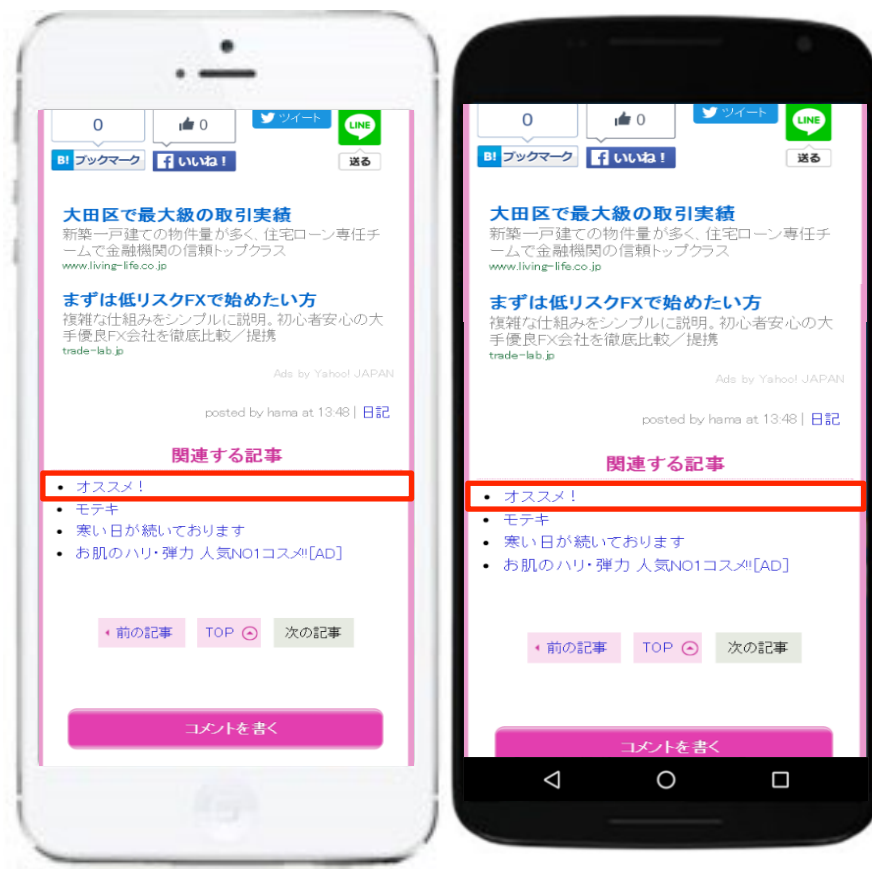 0
0
ツイート
LINE
B! ブックマーク
f いいね！
送る
大田区で最大級の取引実績
新築一戸建ての物件量が多く、住宅ローン専任チ
ームで金融機関の信頼トップクラス
www.living-life.co.jp
まずは低リスクFXで始めたい方
複雑な仕組みをシンプルに説明。初心者安心の大
手優良FX会社を徹底比較／提携
trade-lab.jp
Ads by Yahoo! JAPAN
posted by hama at 13:48 | 日記
関連する記事
• オススメ！
• モテキ
• 寒い日が続いております
• お肌のハリ・弾力 人気NO1コスメ!![AD]
前の記事
TOP
次の記事
コメントを書く
0
0
ツイート
LINE
B! ブックマーク
f いいね！
送る
大田区で最大級の取引実績
新築一戸建ての物件量が多く、住宅ローン専任チ
ームで金融機関の信頼トップクラス
www.living-life.co.jp
まずは低リスクFXで始めたい方
複雑な仕組みをシンプルに説明。初心者安心の大
手優良FX会社を徹底比較／提携
trade-lab.jp
Ads by Yahoo! JAPAN
posted by hama at 13:48 | 日記
関連する記事
• オススメ！
• モテキ
• 寒い日が続いております
• お肌のハリ・弾力 人気NO1コスメ!![AD]
前の記事
TOP
次の記事
コメントを書く